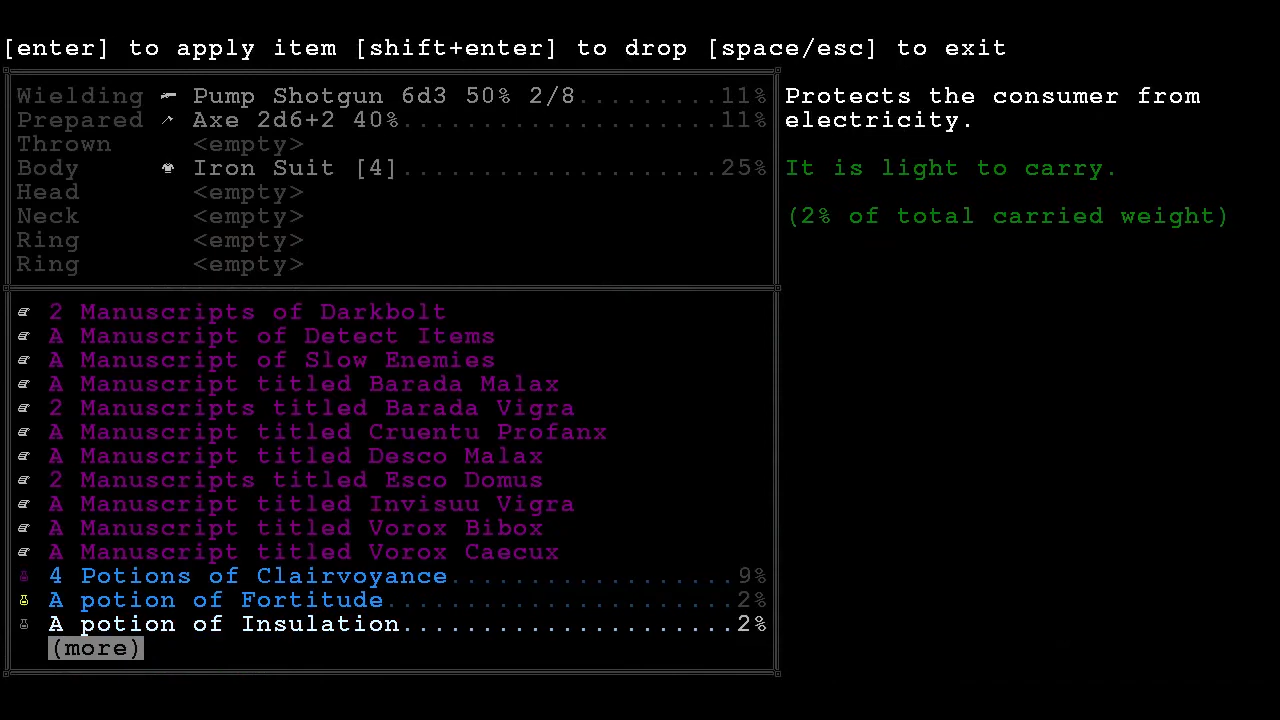 [enter] to apply item [shift+enter] to drop [space/esc] to exit
Wielding Pump Shotgun 6d3 50% 2/8.........11%
Prepared Axe 2d6+2 40%....................11%
Thrown <empty>
Body Iron Suit [4]....................25%
Head <empty>
Neck <empty>
Ring <empty>
Ring <empty>
2 Manuscripts of Darkbolt
A Manuscript of Detect Items
A Manuscript of Slow Enemies
A Manuscript titled Barada Malax
2 Manuscripts titled Barada Vigra
A Manuscript titled Cruentu Profanx
A Manuscript titled Desco Malax
2 Manuscripts titled Esco Domus
A Manuscript titled Invisuu Vigra
A Manuscript titled Vorox Bibox
A Manuscript titled Vorox Caecux
4 Potions of Clairvoyance..................9%
A potion of Fortitude......................2%
A potion of Insulation.....................2%
(more)
Protects the consumer from
electricity.
It is light to carry.
(2% of total carried weight)